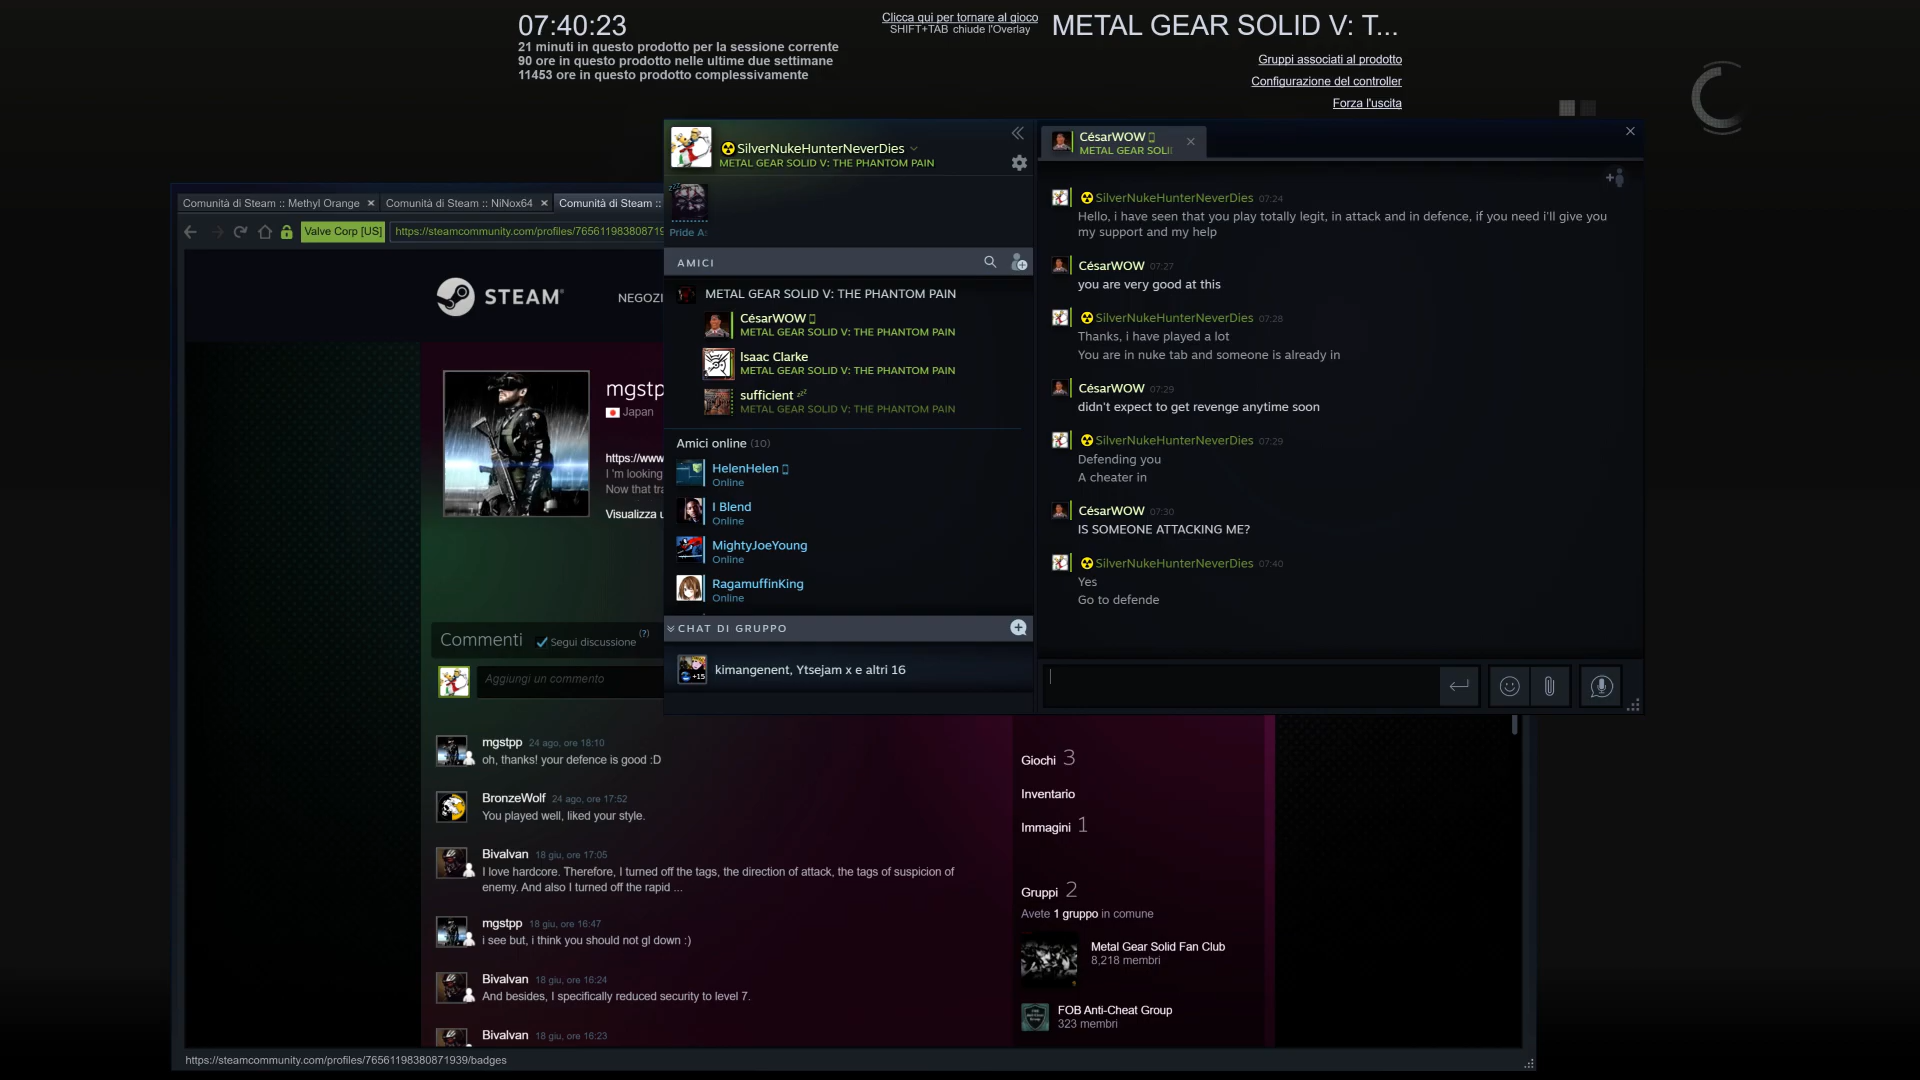 07:40:23
21 minuti in questo prodotto per la sessione corrente
90 ore in questo prodotto nelle ultime due settimane
11453 ore in questo prodotto complessivamente
Clicca qui per tornare al gioco
SHIFT+TAB chiude l'Overlay
METAL GEAR SOLID V: T...
Gruppi associati al prodotto
Configurazione del controller
Forza l'uscita
SilverNukeHunterNeverDies
METAL GEAR SOLID V: THE PHANTOM PAIN
Pride A:
AMICI
METAL GEAR SOLID V: THE PHANTOM PAIN
CésarWOW
METAL GEAR SOLID V: THE PHANTOM PAIN
Isaac Clarke
METAL GEAR SOLID V: THE PHANTOM PAIN
sufficient zzz
METAL GEAR SOLID V: THE PHANTOM PAIN
Amici online (10)
HelenHelen
Online
I Blend
Online
MightyJoeYoung
Online
RagamuffinKing
Online
CHAT DI GRUPPO
+15
kimangenent, Ytsejam x e altri 16
CésarWOW
METAL GEAR SOLI
SilverNukeHunterNeverDies 07:24
Hello, i have seen that you play totally legit, in attack and in defence, if you need i'll give you
my support and my help
CésarWOW 07:27
you are very good at this
SilverNukeHunterNeverDies 07:28
Thanks, i have played a lot
You are in nuke tab and someone is already in
CésarWOW 07:29
didn't expect to get revenge anytime soon
SilverNukeHunterNeverDies 07:29
Defending you
A cheater in
CésarWOW 07:30
IS SOMEONE ATTACKING ME?
SilverNukeHunterNeverDies 07:40
Yes
Go to defende
Comunità di Steam :: Methyl Orange
Comunità di Steam :: NiNox64
Comunità di Steam ::
Valve Corp [US]
https://steamcommunity.com/profiles/765611983808719
STEAM
NEGOZI
mgstp
Japan
https://www
I 'm looking
Now that tra
Visualizza u
Commenti
Segui discussione (?)
Aggiungi un commento
mgstpp 24 ago, ore 18:10
oh, thanks! your defence is good :D
BronzeWolf 24 ago, ore 17:52
You played well, liked your style.
Bivalvan 18 giu, ore 17:05
I love hardcore. Therefore, I turned off the tags, the direction of attack, the tags of suspicion of
enemy. And also I turned off the rapid ...
mgstpp 18 giu, ore 16:47
i see but, i think you should not gl down :)
Bivalvan 18 giu, ore 16:24
And besides, I specifically reduced security to level 7.
Bivalvan 18 giu, ore 16:23
Giochi 3
Inventario
Immagini 1
Gruppi 2
Avete 1 gruppo in comune
Metal Gear Solid Fan Club
8,218 membri
FOB Anti-Cheat Group
323 membri
https://steamcommunity.com/profiles/76561198380871939/badges